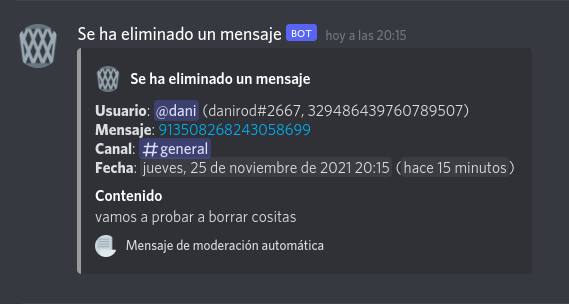 Se ha eliminado un mensaje BOT hoy a las 20:15
Se ha eliminado un mensaje
Usuario: @dani (danirod#2667, 329486439760789507)
Mensaje: 913508268243058699
Canal: #general
Fecha: jueves, 25 de noviembre de 2021 20:15 (hace 15 minutos)
Contenido
vamos a probar a borrar cositas
Mensaje de moderación automática